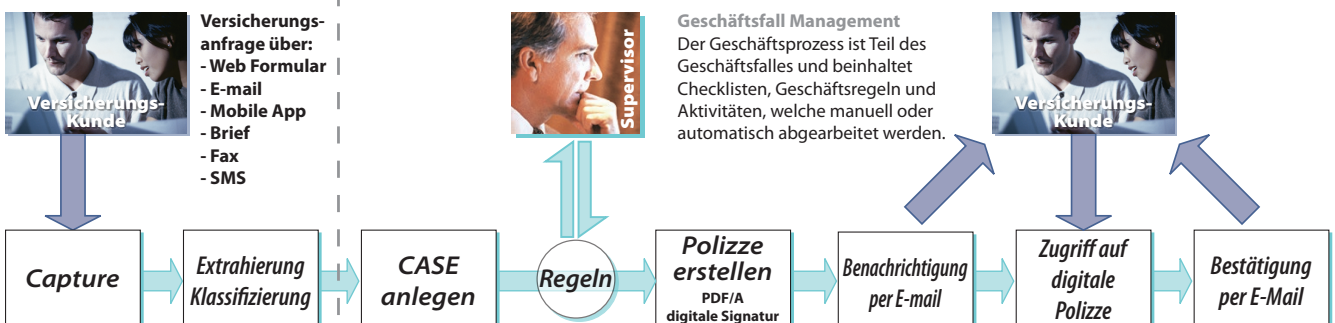 Versicherungs-
Kunde
Versicherungs-
anfrage über:
- Web Formular
- E-mail
- Mobile App
- Brief
- Fax
- SMS
Supervisor
Geschäftsfall Management
Der Geschäftsprozess ist Teil des
Geschäftsfalles und beinhaltet
Checklisten, Geschäftsregeln und
Aktivitäten, welche manuell oder
automatisch abgearbeitet werden.
Versicherungs-
Kunde
Capture
Extrahierung
Klassifizierung
CASE
anlegen
Regeln
Polizze
erstellen
PDF/A
digitale Signatur
Benachrichtigung
per E-mail
Zugriff auf
digitale
Polizze
Bestätigung
per E-Mail